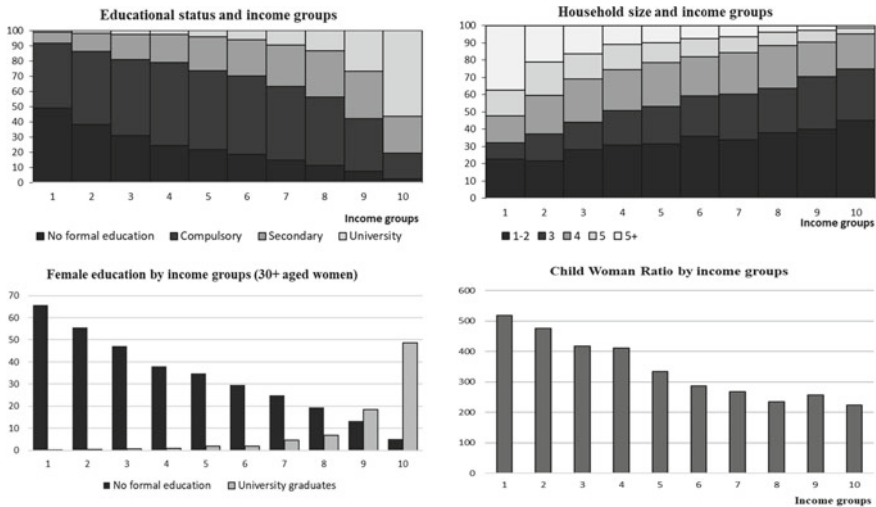 Educational status and income groups
100
90
80
70
60
50
40
30
20
10
0
1 2 3 4 5 6 7 8 9 10
Income groups
No formal education Compulsory Secondary University
Household size and income groups
100
90
80
70
60
50
40
30
20
10
0
1 2 3 4 5 6 7 8 9 10
Income groups
1-2 3 4 5 5+
Female education by income groups (30+ aged women)
70
60
50
40
30
20
10
0
1 2 3 4 5 6 7 8 9 10
No formal education University graduates
Child Woman Ratio by income groups
600
500
400
300
200
100
0
1 2 3 4 5 6 7 8 9 10
Income groups